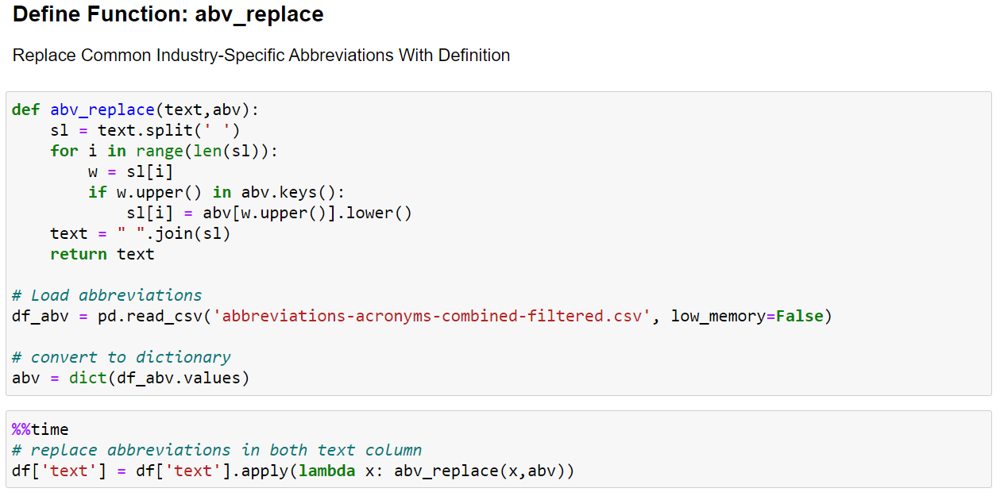 Define Function: abv_replace
Replace Common Industry-Specific Abbreviations With Definition
def abv_replace(text,abv):
    sl = text.split(' ')
    for i in range(len(sl)):
        w = sl[i]
        if w.upper() in abv.keys():
            sl[i] = abv[w.upper()].lower()
    text = " ".join(sl)
    return text

# Load abbreviations
df_abv = pd.read_csv('abbreviations-acronyms-combined-filtered.csv', low_memory=False)

# convert to dictionary
abv = dict(df_abv.values)
%%time
# replace abbreviations in both text column
df['text'] = df['text'].apply(lambda x: abv_replace(x,abv))